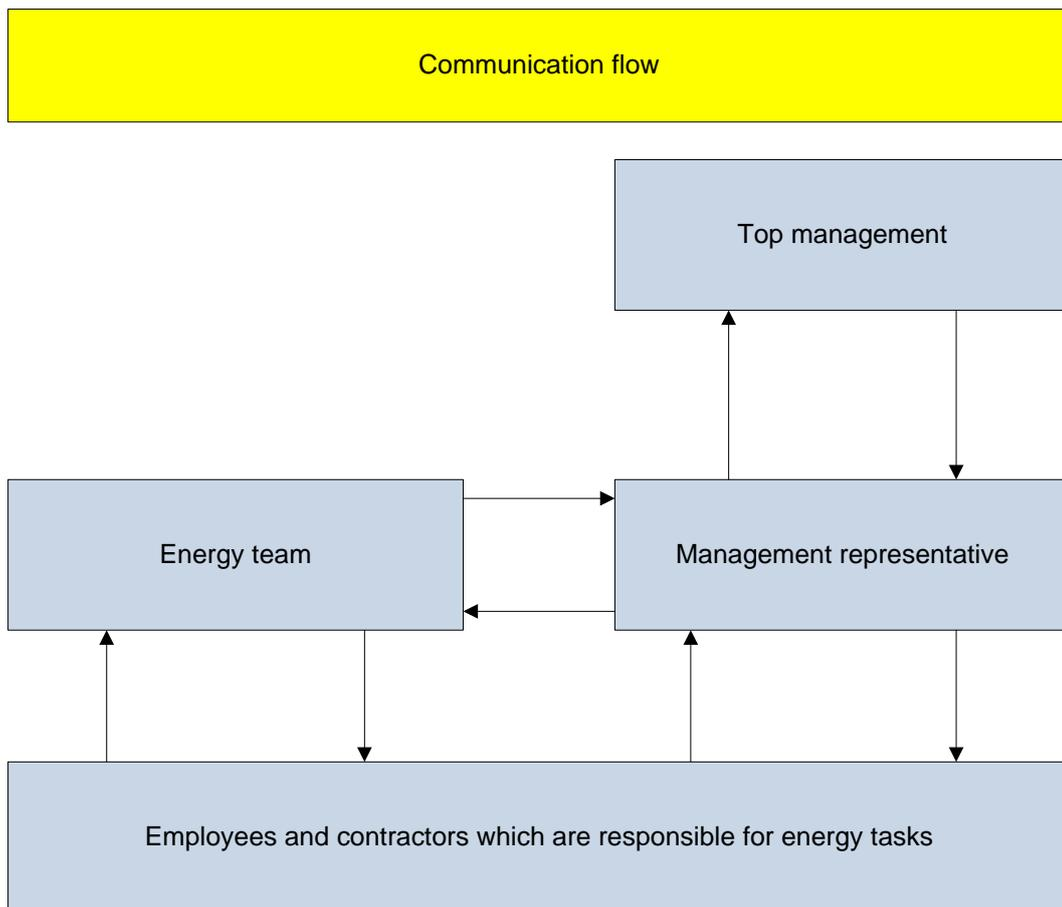 Communication flow
Top management
Energy team
Management representative
Employees and contractors which are responsible for energy tasks